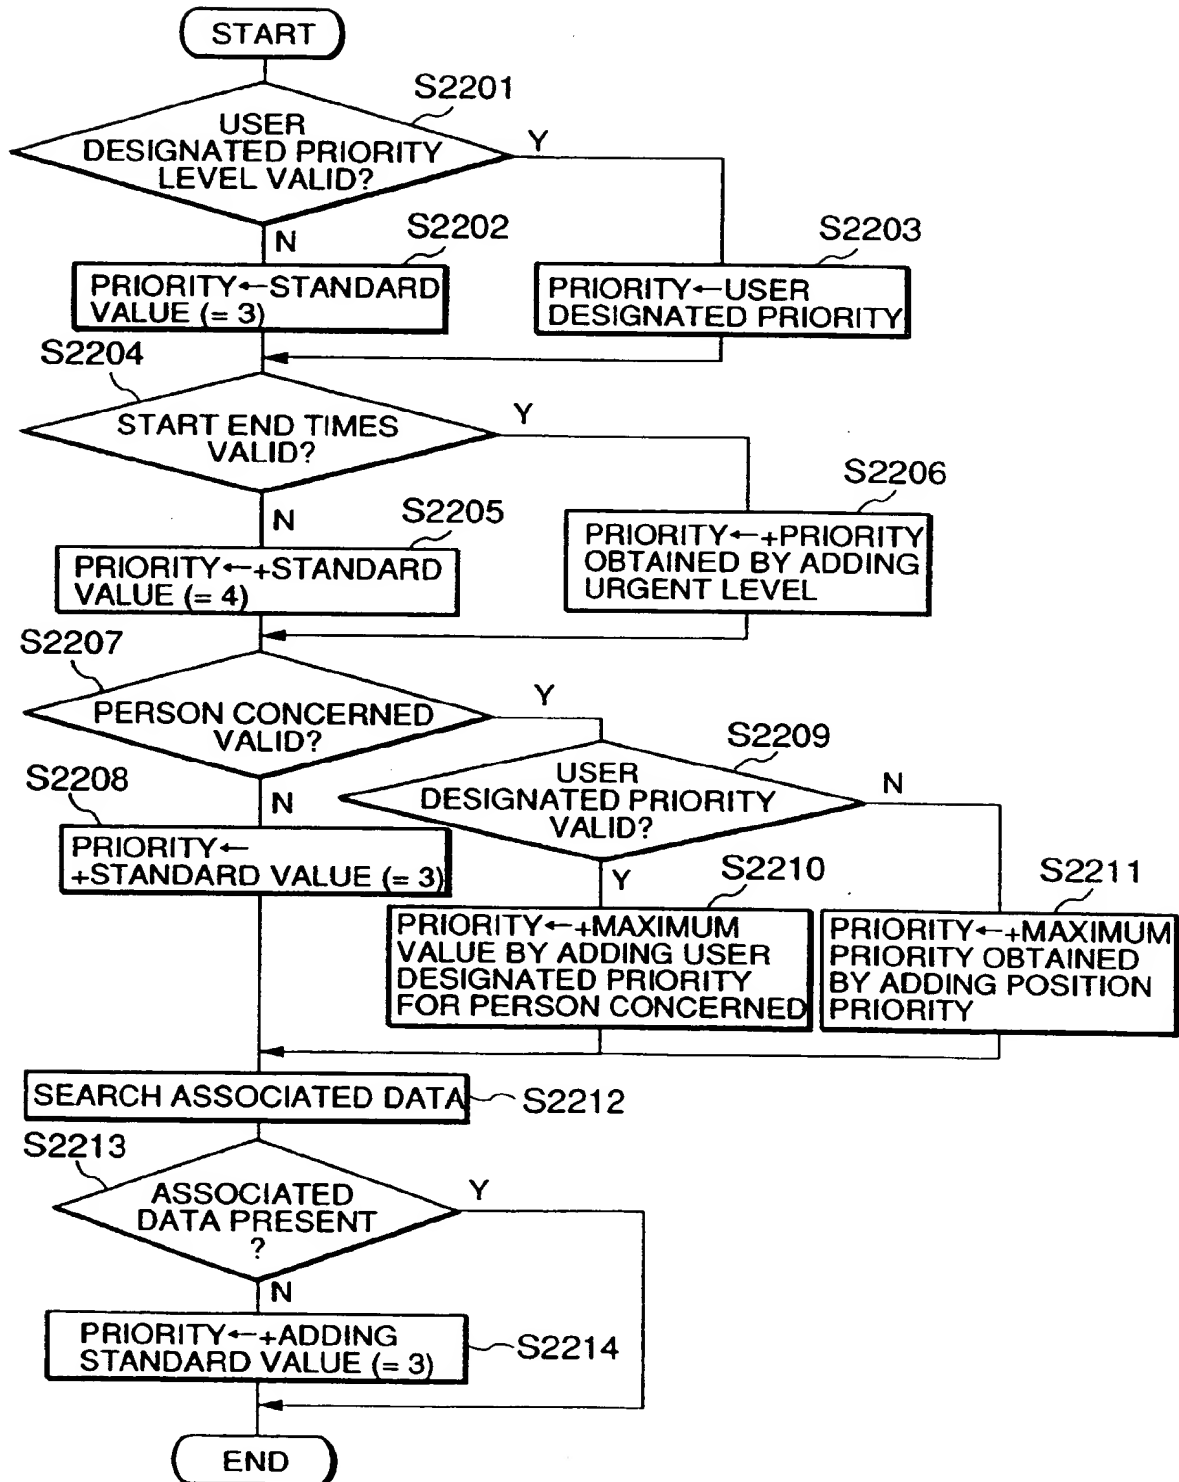 START
S2201
USER
DESIGNATED PRIORITY
LEVEL VALID?
Y
N
S2202
PRIORITY←STANDARD
VALUE (= 3)
S2203
PRIORITY←USER
DESIGNATED PRIORITY
S2204
START END TIMES
VALID?
Y
N
S2205
PRIORITY←+STANDARD
VALUE (= 4)
S2206
PRIORITY←+PRIORITY
OBTAINED BY ADDING
URGENT LEVEL
S2207
PERSON CONCERNED
VALID?
Y
N
S2208
PRIORITY←
+STANDARD VALUE (= 3)
S2209
USER
DESIGNATED PRIORITY
VALID?
N
Y
S2210
PRIORITY←+MAXIMUM
VALUE BY ADDING USER
DESIGNATED PRIORITY
FOR PERSON CONCERNED
S2211
PRIORITY←+MAXIMUM
PRIORITY OBTAINED
BY ADDING POSITION
PRIORITY
SEARCH ASSOCIATED DATA
S2212
S2213
ASSOCIATED
DATA PRESENT
?
Y
N
PRIORITY←+ADDING
STANDARD VALUE (= 3)
S2214
END